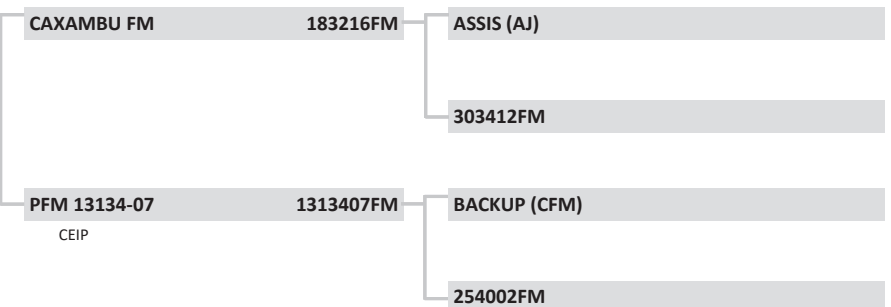 CAXAMBU FM 183216FM ASSIS (AJ)
303412FM
PFM 13134-07 1313407FM BACKUP (CFM)
CEIP
254002FM